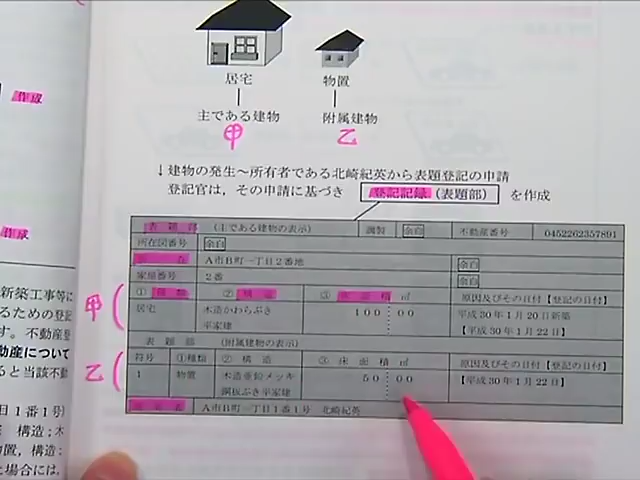 作成
作成
新築工事等に
るための登記
す。不動産登
動産について
ると当該不動
構造：木
物置，構造：
居宅
物置
主である建物
附属建物
甲
乙
↓建物の発生～所有者である北崎紀英から表題登記の申請
登記官は，その申請に基づき 登記記録（表題部） を作成
表題部 （主である建物の表示） 調製 余白 不動産番号 0452262357891
所在図番号 余白
所在 A市B町一丁目2番地 余白
家屋番号 2番 余白
甲
①種類 ②構造 ③床面積 ㎡ 原因及びその日付【登記の日付】
居宅 木造かわらぶき 100 00 平成30年1月20日新築
平家建 【平成30年1月22日】
表題部 （附属建物の表示）
乙
符号 ①種類 ②構造 ③床面積 ㎡ 原因及びその日付【登記の日付】
1 物置 木造亜鉛メッキ 50 00 【平成30年1月22日】
鋼板ぶき平家建
所有者 A市B町一丁目1番1号 北崎紀英